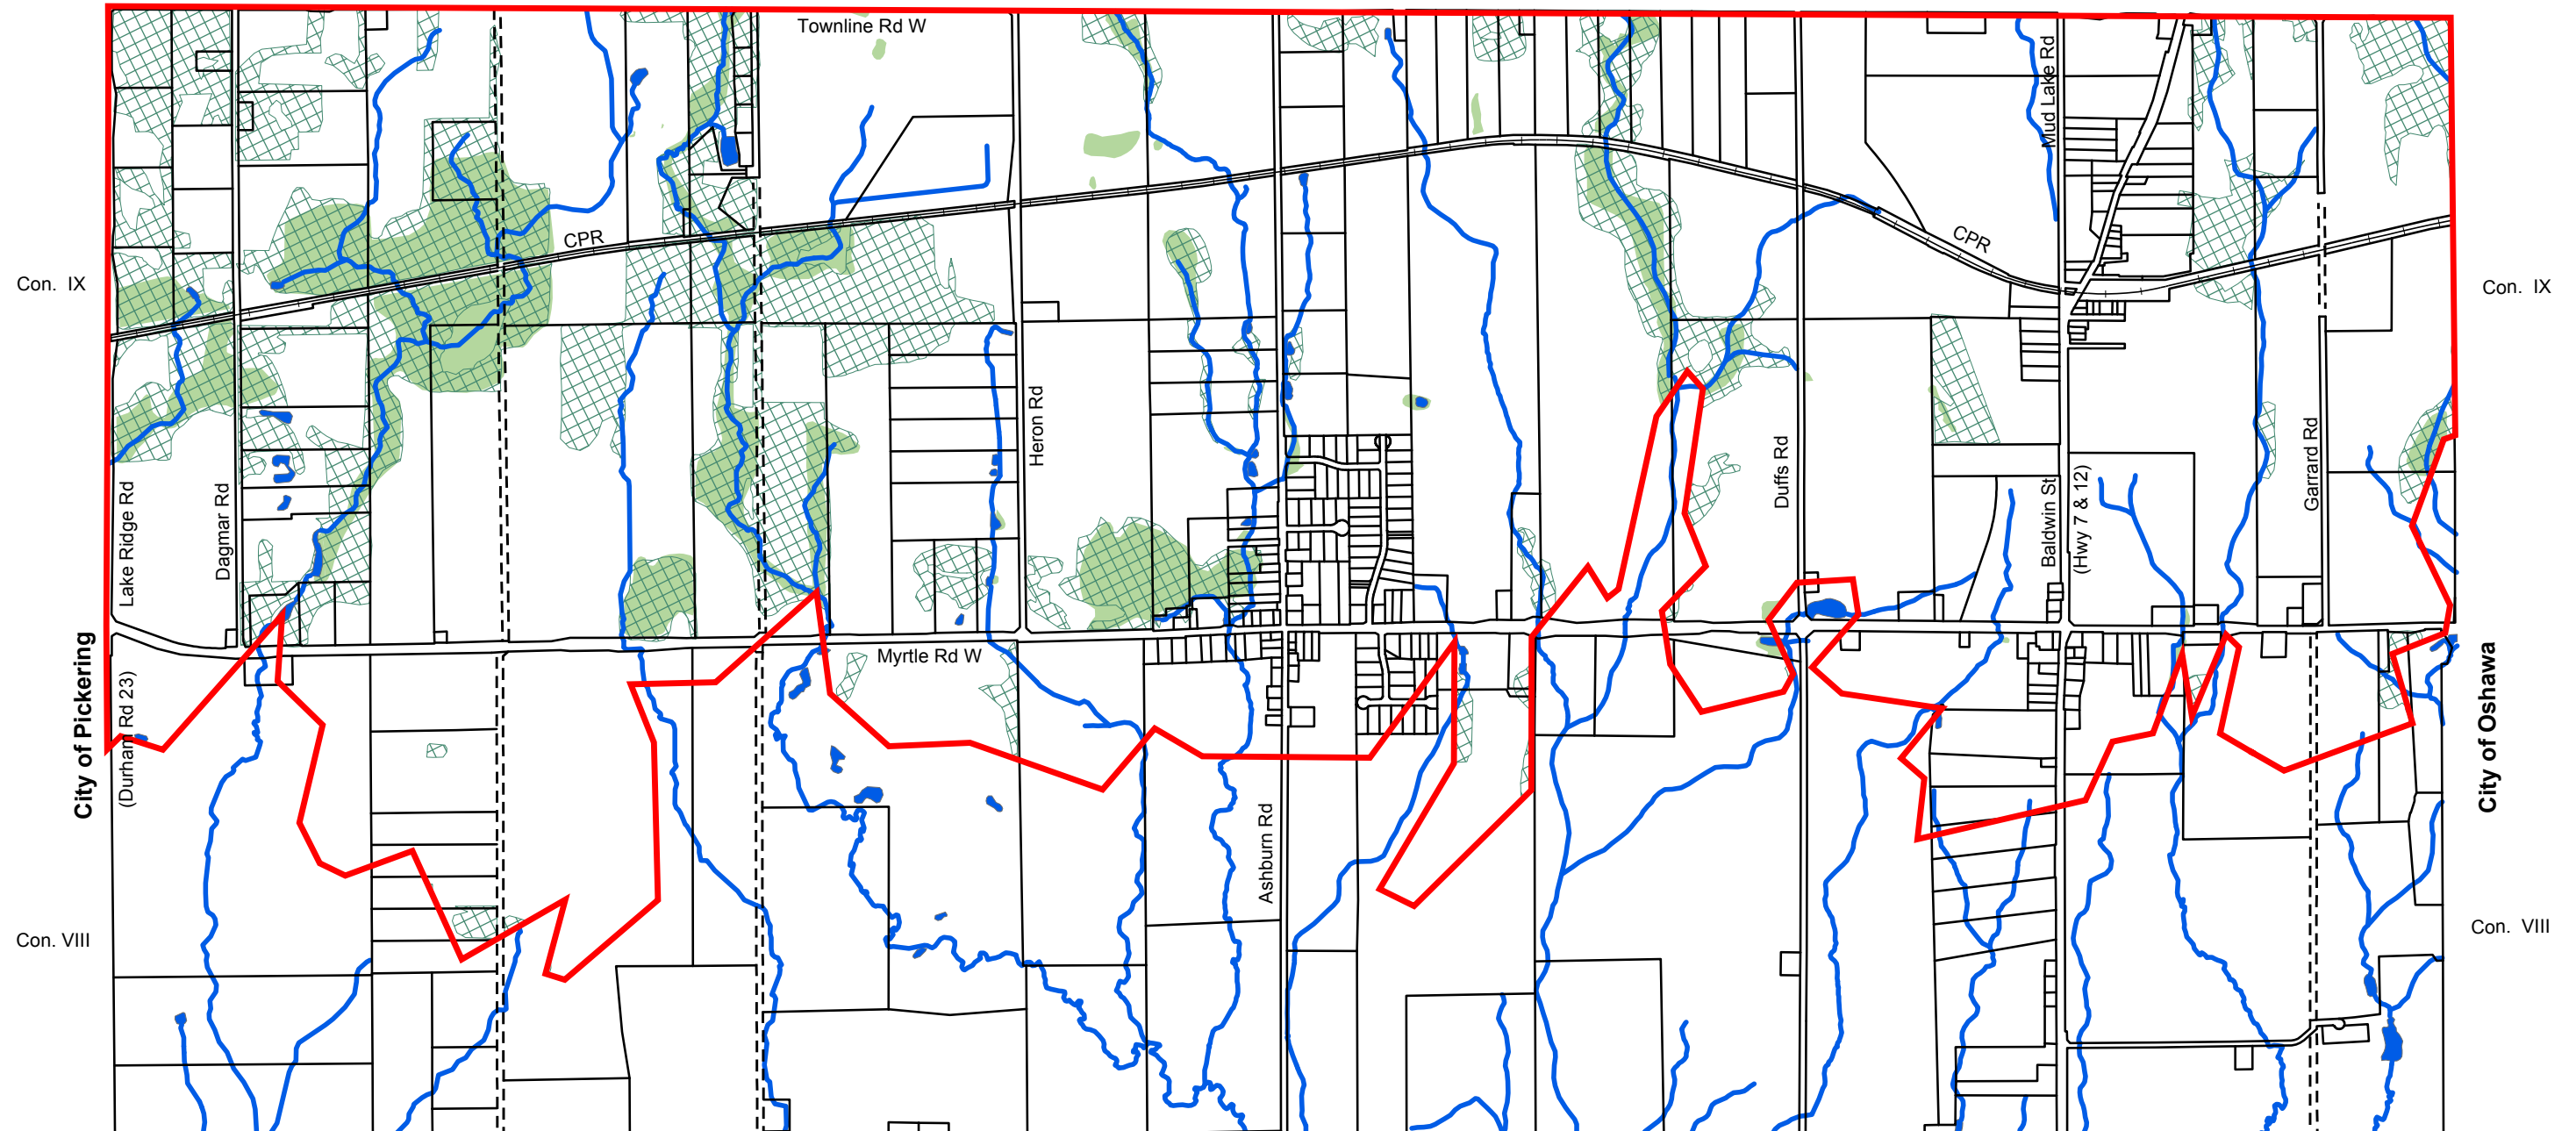 Townline Rd W
Mud Lake Rd
CPR
CPR
Con. IX
Con. IX
Heron Rd
Lake Ridge Rd
(Durham Rd 23)
Dagmar Rd
Duffs Rd
Baldwin St
(Hwy 7 & 12)
Garrard Rd
Myrtle Rd W
City of Pickering
City of Oshawa
Ashburn Rd
Con. VIII
Con. VIII